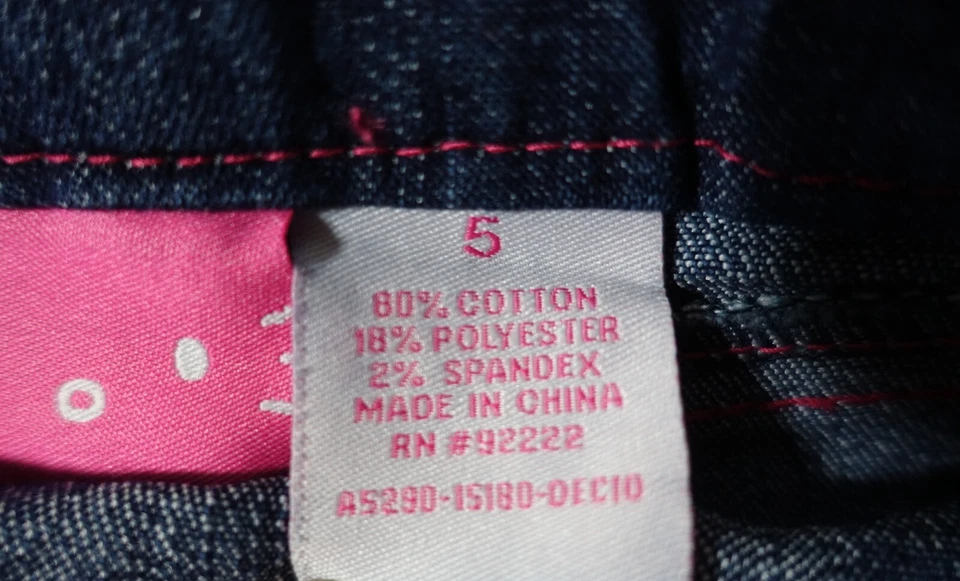 5
80% COTTON
18% POLYESTER
2% SPANDEX
MADE IN CHINA
RN #92222
A5290-15180-DEC10